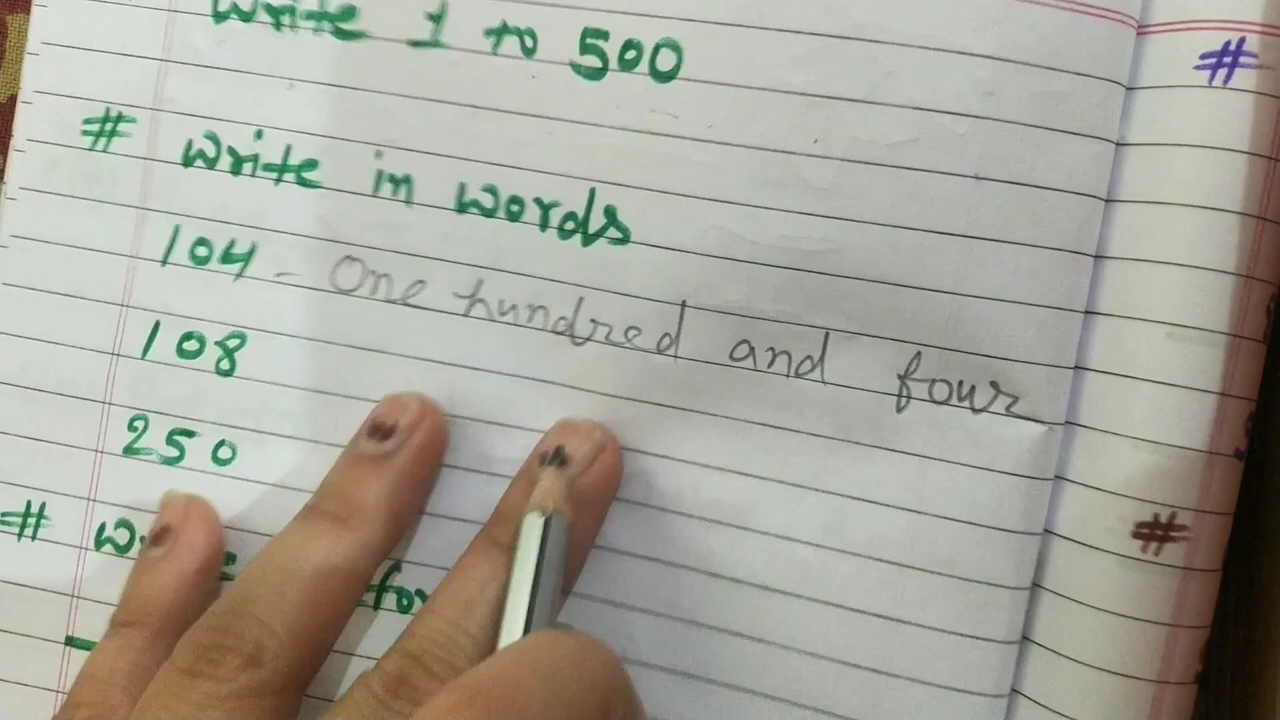 Write 1 to 500
#
# Write in words
104 - One hundred and four
108
250
#
#